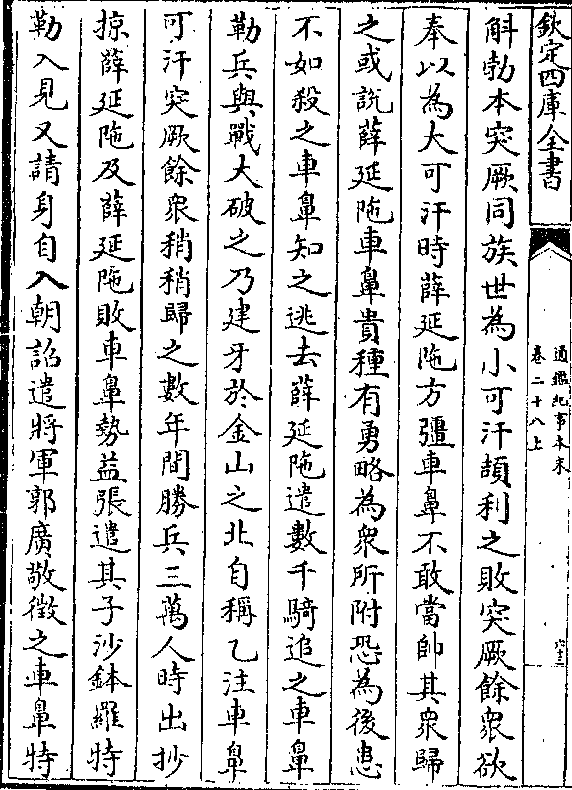 欽定四庫全書
通鑑紀事本末
卷二十八上
斛勃本突厥同族世為小可汗頡利之敗突厥餘衆欲
奉以為大可汗時薛延陁方彊車鼻不敢當帥其衆歸
之或說薛延陁車鼻貴種有勇略為衆所附恐為後患
不如殺之車鼻知之逃去薛延陁遣數千騎追之車鼻
勒兵與戰大破之乃建牙於金山之北自稱乙注車鼻
可汗突厥餘衆稍稍歸之數年間勝兵三萬人時出抄
掠薛延陁及薛延陁敗車鼻勢益張遣其子沙鉢羅特
勒入見又請身自入朝詔遣將軍郭廣敬徵之車鼻特